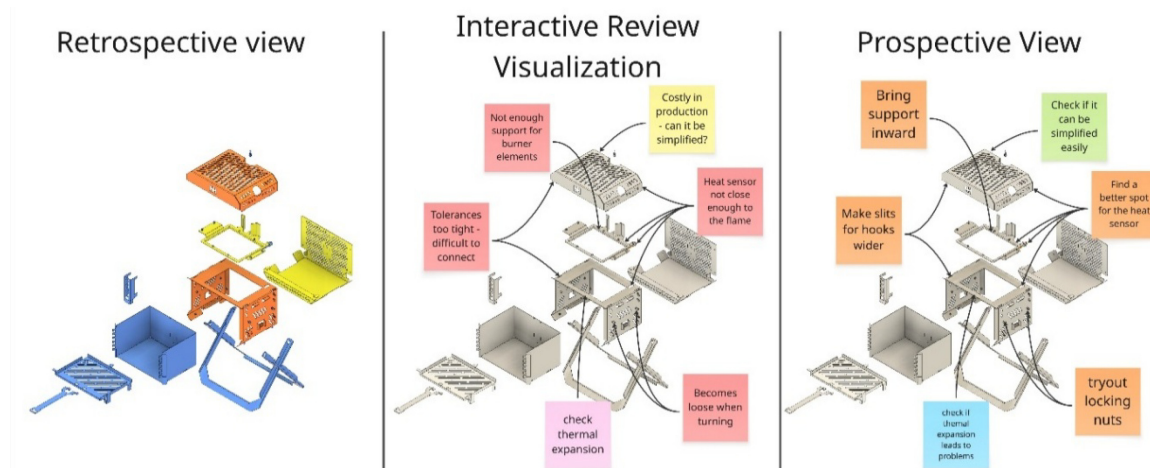 Retrospective view
Interactive Review
Visualization
Not enough
support for
burner
elements
Costly in
production
- can it be
simplified?
Heat sensor
not close
enough to
the flame
Tolerances
too tight -
difficult to
connect
check
thermal
expansion
Becomes
loose when
turning
Prospective View
Bring
support
inward
Check if it
can be
simplified
easily
Make slits
for hooks
wider
Find a
better spot
for the heat
sensor
check if
themal
expansion
leads to
problems
tryout
locking
nuts